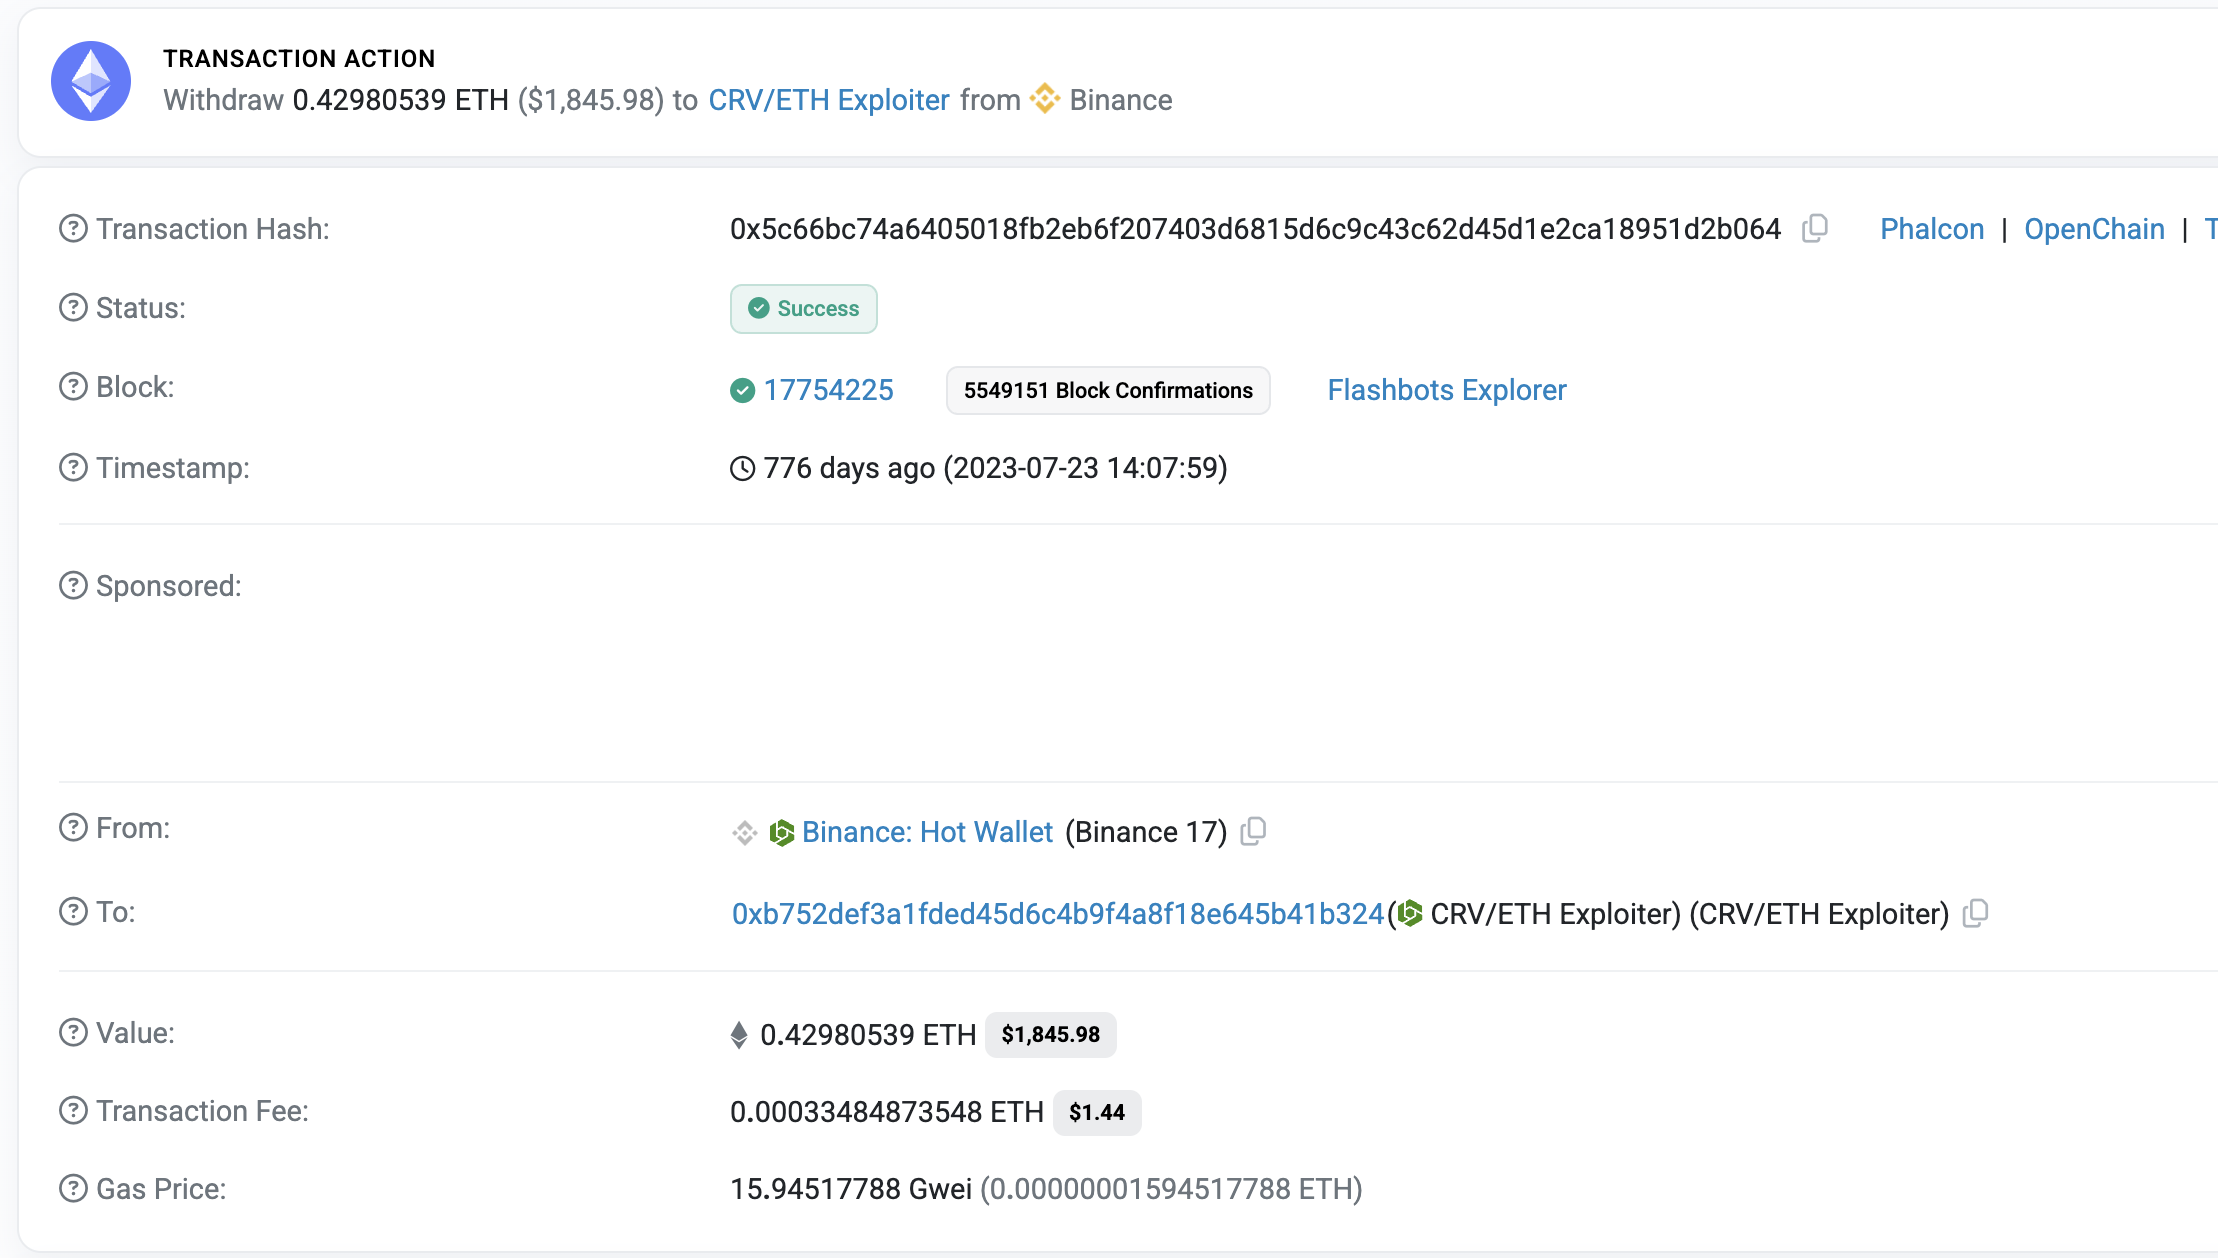 TRANSACTION ACTION
Withdraw 0.42980539 ETH ($1,845.98) to CRV/ETH Exploiter from Binance
Transaction Hash: 0x5c66bc74a6405018fb2eb6f207403d6815d6c9c43c62d45d1e2ca18951d2b064 Phalcon | OpenChain | T
Status: Success
Block: 17754225 5549151 Block Confirmations Flashbots Explorer
Timestamp: 776 days ago (2023-07-23 14:07:59)
Sponsored:
From: Binance: Hot Wallet (Binance 17)
To: 0xb752def3a1fded45d6c4b9f4a8f18e645b41b324( CRV/ETH Exploiter) (CRV/ETH Exploiter)
Value: 0.42980539 ETH $1,845.98
Transaction Fee: 0.00033484873548 ETH $1.44
Gas Price: 15.94517788 Gwei (0.00000001594517788 ETH)